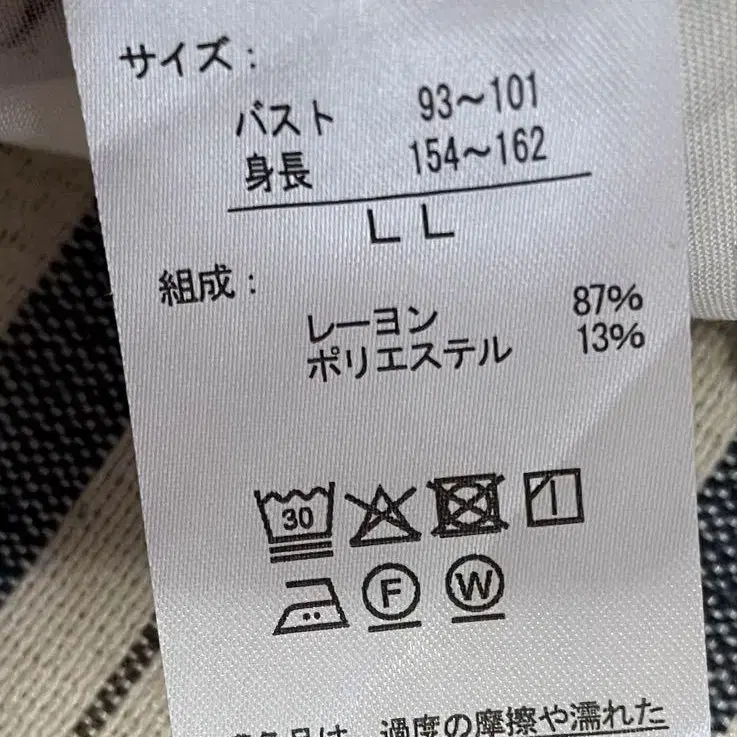 サイズ：
バスト 93～101
身長 154～162
LL
組成：
レーヨン 87%
ポリエステル 13%
30
F W
は、過度の摩擦や濡れた